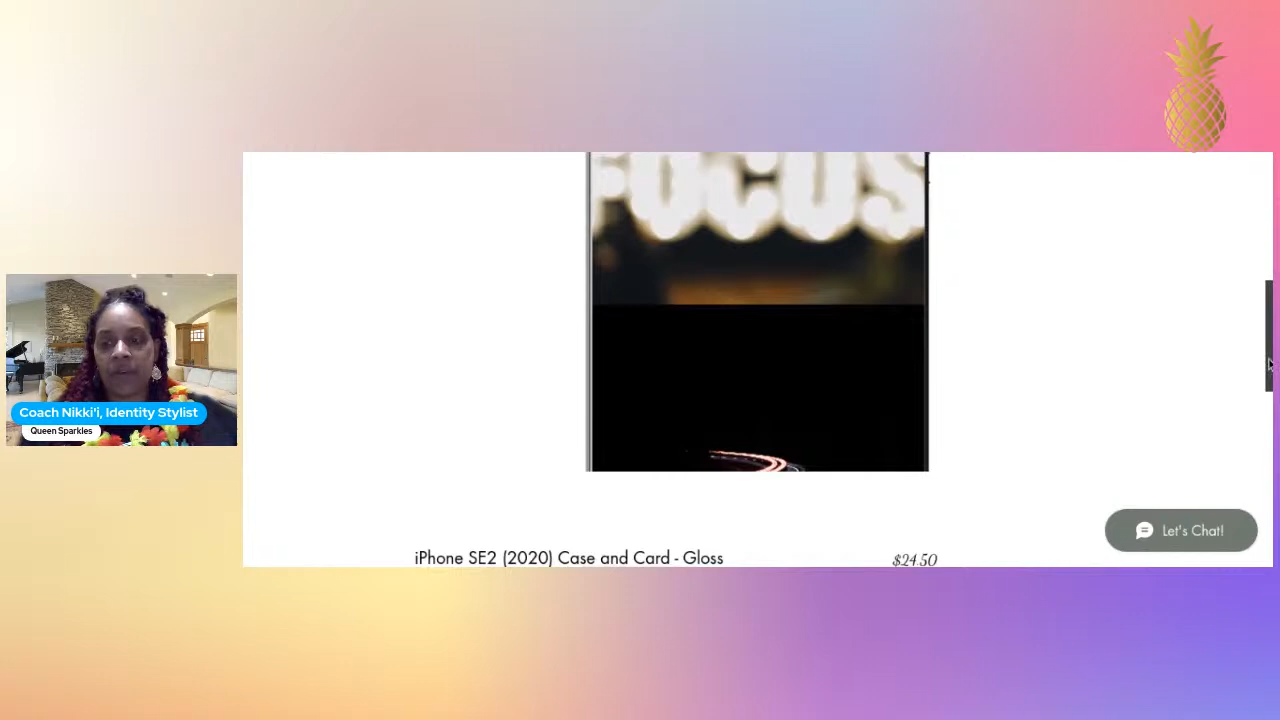 FOCUS
Coach Nikki'i, Identity Stylist
Queen Sparkles
Let's Chat!
iPhone SE2 (2020) Case and Card - Gloss $24.50